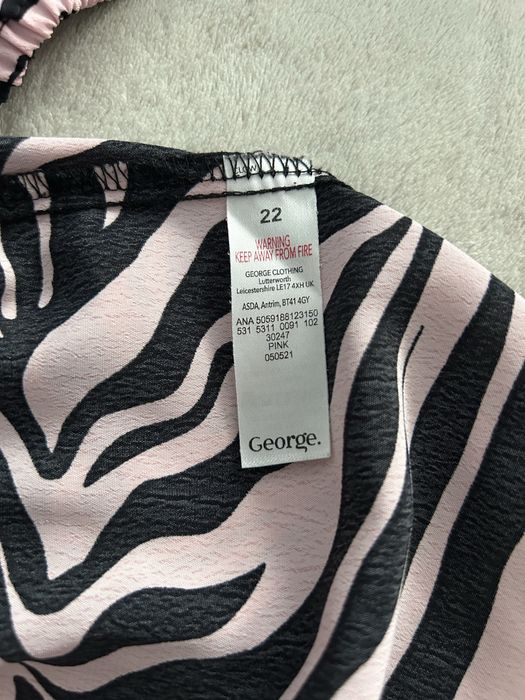 22
WARNING
KEEP AWAY FROM FIRE
GEORGE CLOTHING
Lutterworth
Leicestershire LE17 4XH UK
ASDA, Antrim, BT41 4GY
ANA 5059188123150
531 5311 0091 102
30247
PINK
050521
George.